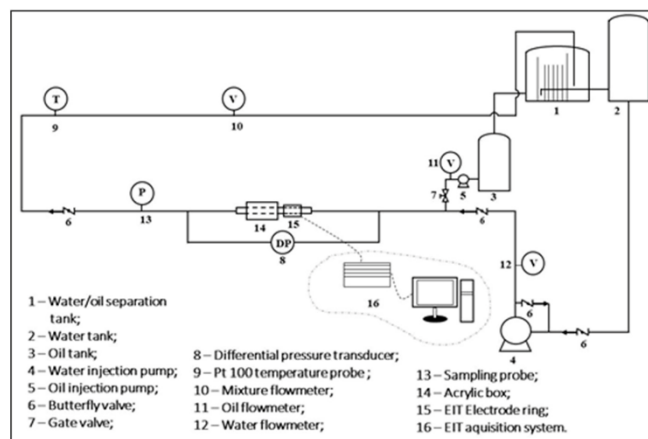 T
V
9
10
1
2
11
V
7
5
3
P
6
13
14
15
6
DP
8
12
V
16
6
6
4
1 – Water/oil separation
tank;
2 – Water tank;
3 – Oil tank;
4 – Water injection pump;
5 – Oil injection pump;
6 – Butterfly valve;
7 – Gate valve;
8 – Differential pressure transducer;
9 – Pt 100 temperature probe ;
10 – Mixture flowmeter;
11 – Oil flowmeter;
12 – Water flowmeter;
13 – Sampling probe;
14 – Acrylic box;
15 – EIT Electrode ring;
16 – EIT aquisition system.